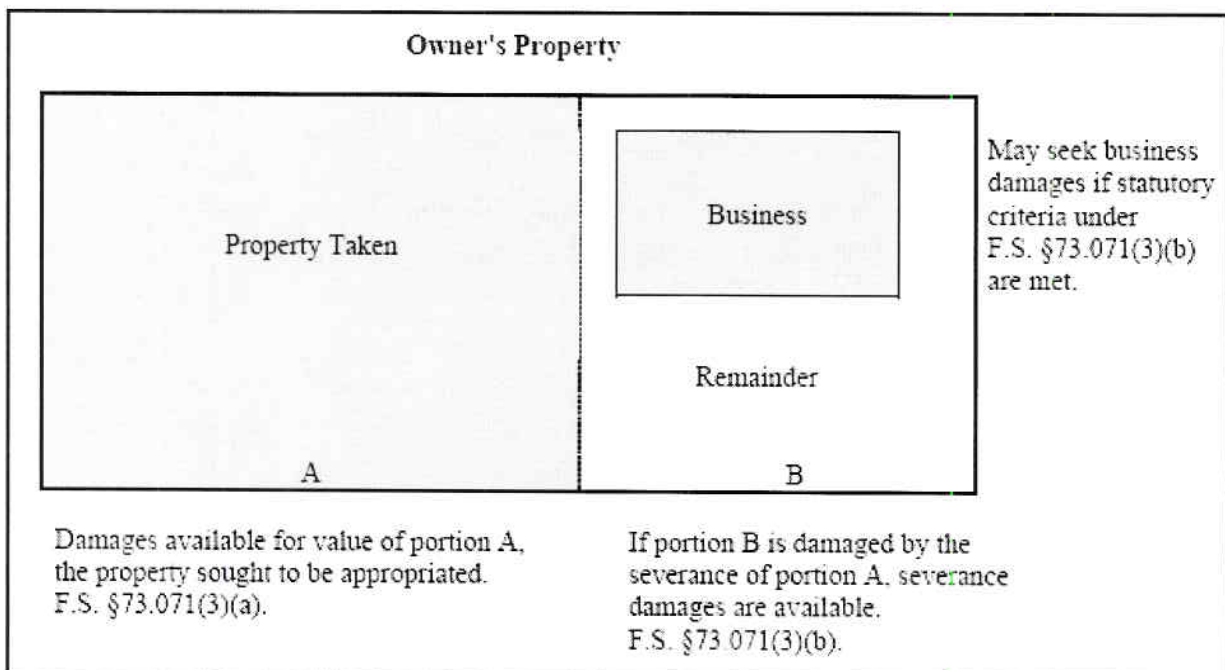 Owner's Property
Property Taken
Business
Remainder
A
B
May seek business
damages if statutory
criteria under
F.S. §73.071(3)(b)
are met.
Damages available for value of portion A,
the property sought to be appropriated.
F.S. §73.071(3)(a).
If portion B is damaged by the
severance of portion A, severance
damages are available.
F.S. §73.071(3)(b).